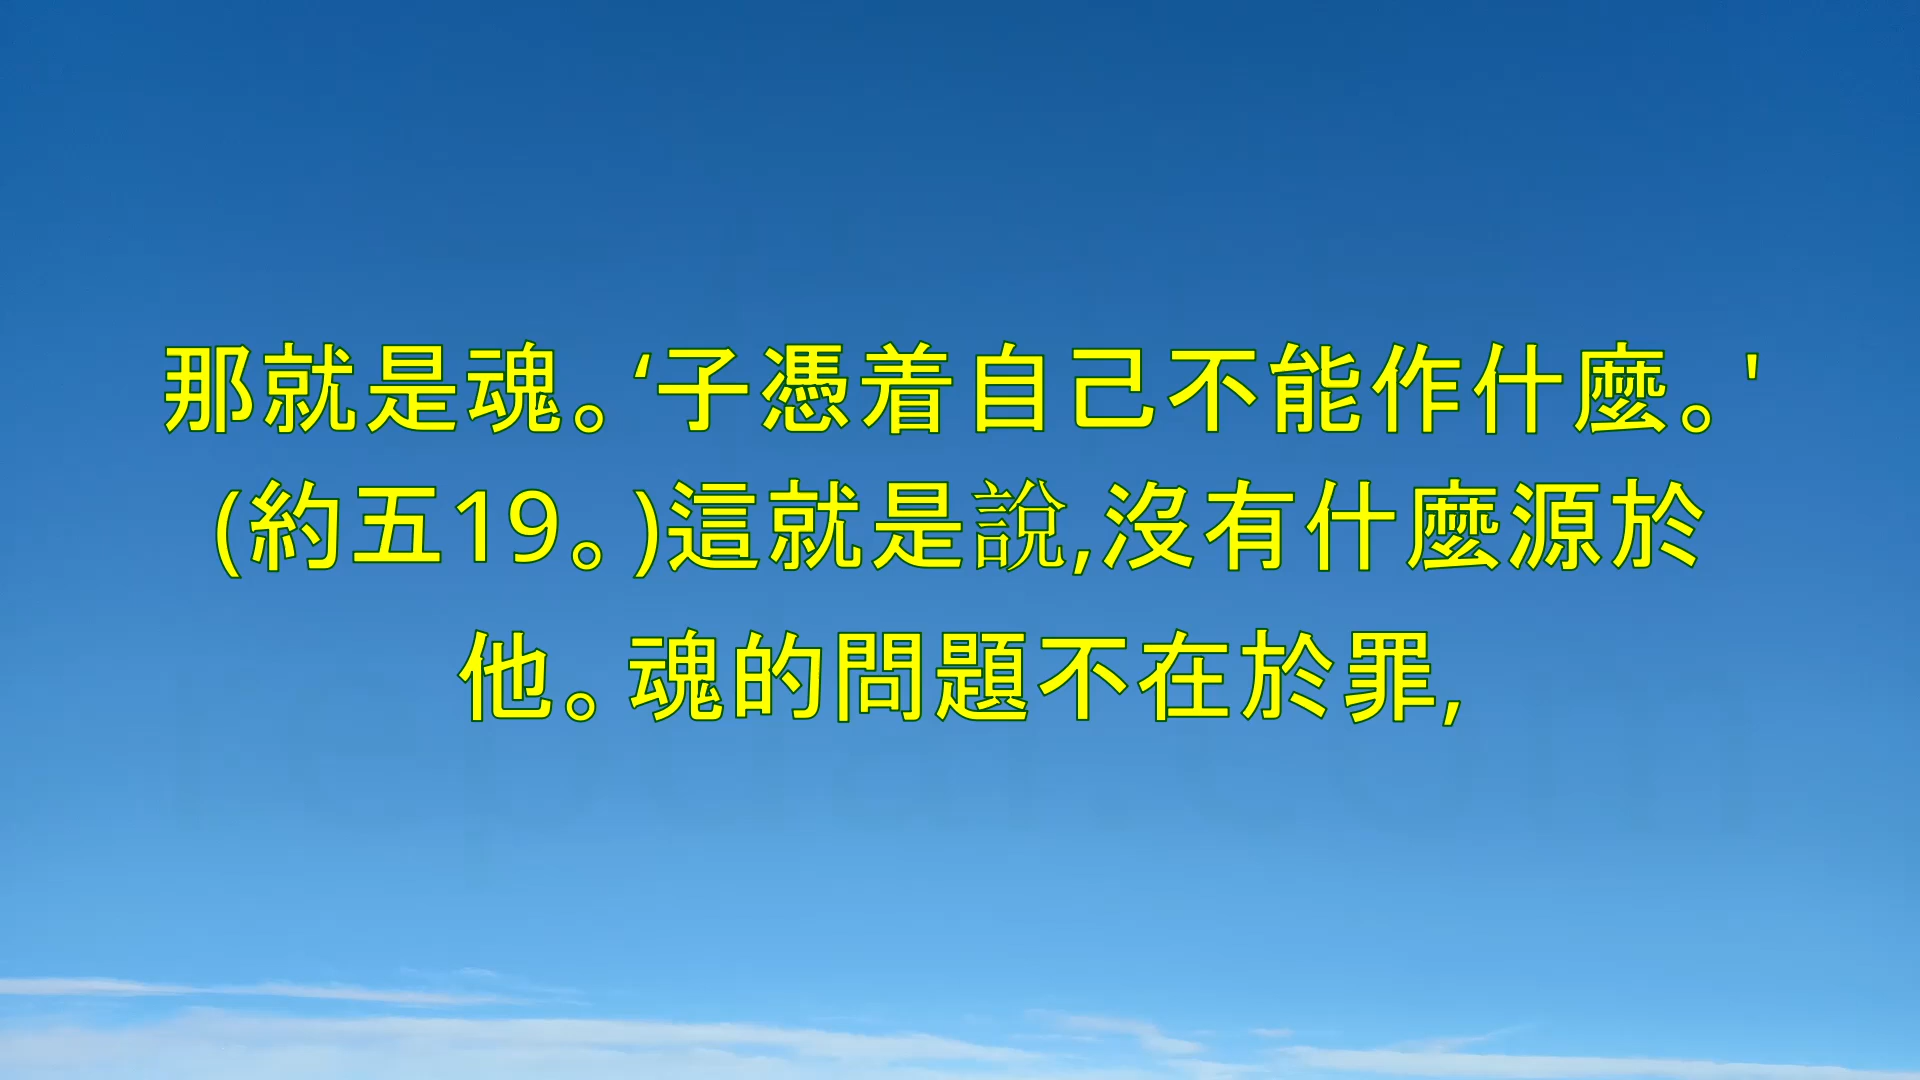 那就是魂。‘子憑着自己不能作什麼。'
(約五19。)這就是說,沒有什麼源於
他。魂的問題不在於罪,